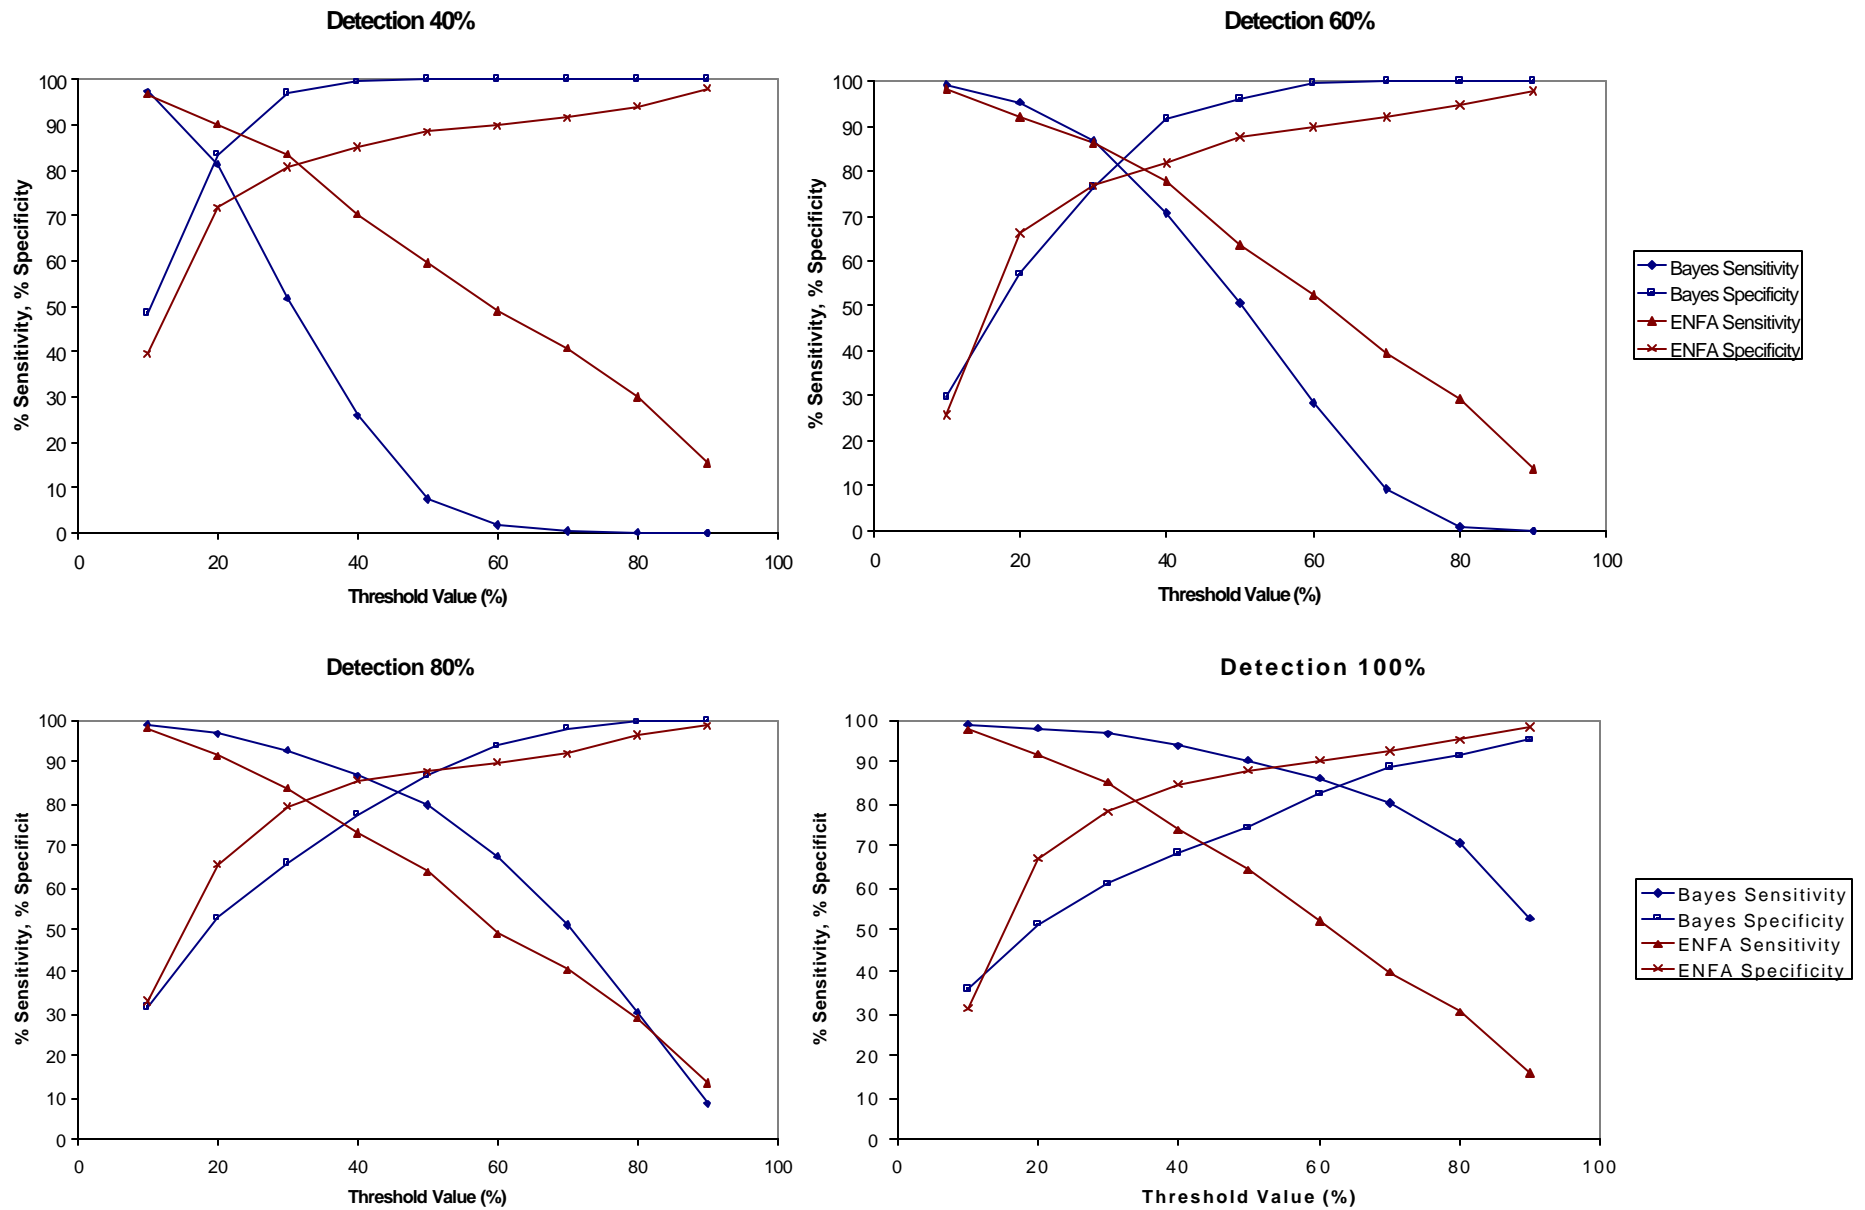 Detection 40%
% Sensitivity, % Specificity
100
90
80
70
60
50
40
30
20
10
0
0 20 40 60 80 100
Threshold Value (%)
Detection 60%
% Sensitivity, % Specificity
100
90
80
70
60
50
40
30
20
10
0
0 20 40 60 80 100
Threshold Value (%)
Bayes Sensitivity
Bayes Specificity
ENFA Sensitivity
ENFA Specificity
Detection 80%
% Sensitivity, % Specificit
100
90
80
70
60
50
40
30
20
10
0
0 20 40 60 80 100
Threshold Value (%)
Detection 100%
% Sensitivity, % Specificit
100
90
80
70
60
50
40
30
20
10
0
0 20 40 60 80 100
Threshold Value (%)
Bayes Sensitivity
Bayes Specificity
ENFA Sensitivity
ENFA Specificity